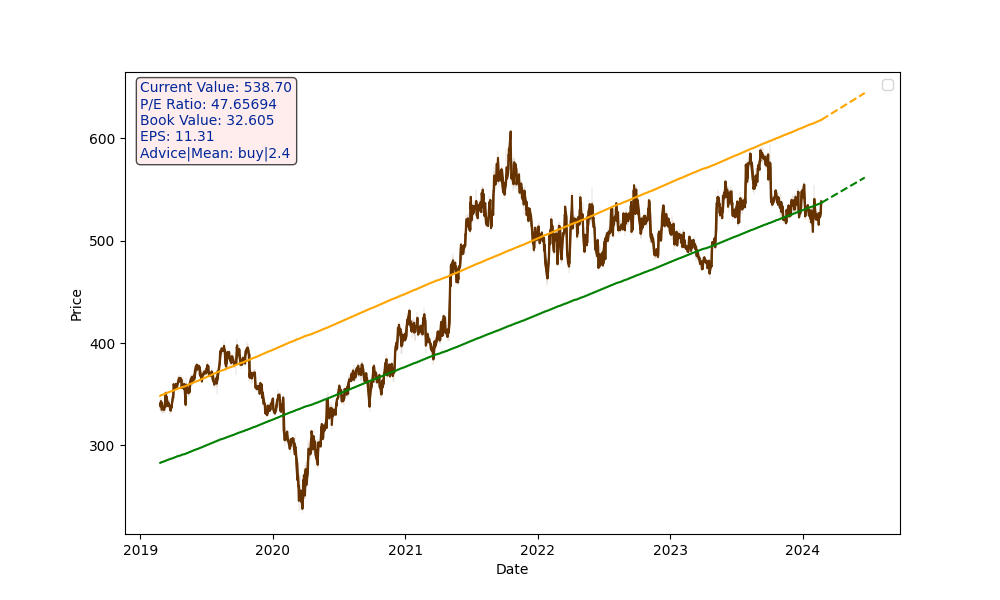 Current Value: 538.70
P/E Ratio: 47.65694
Book Value: 32.605
EPS: 11.31
Advice|Mean: buy|2.4
600
500
400
300
Price
2019 2020 2021 2022 2023 2024
Date